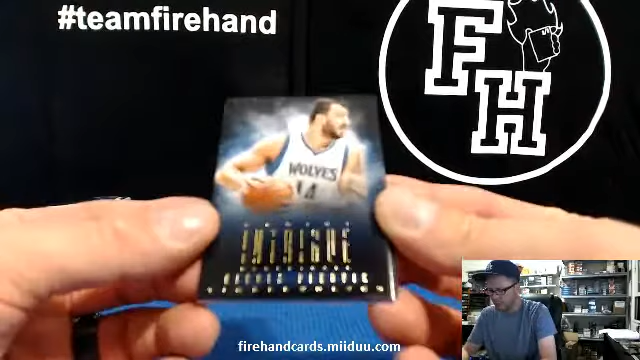 #teamfirehand
FH
WOLVES
14
INTRIGUE
firehandcards.miiduu.com